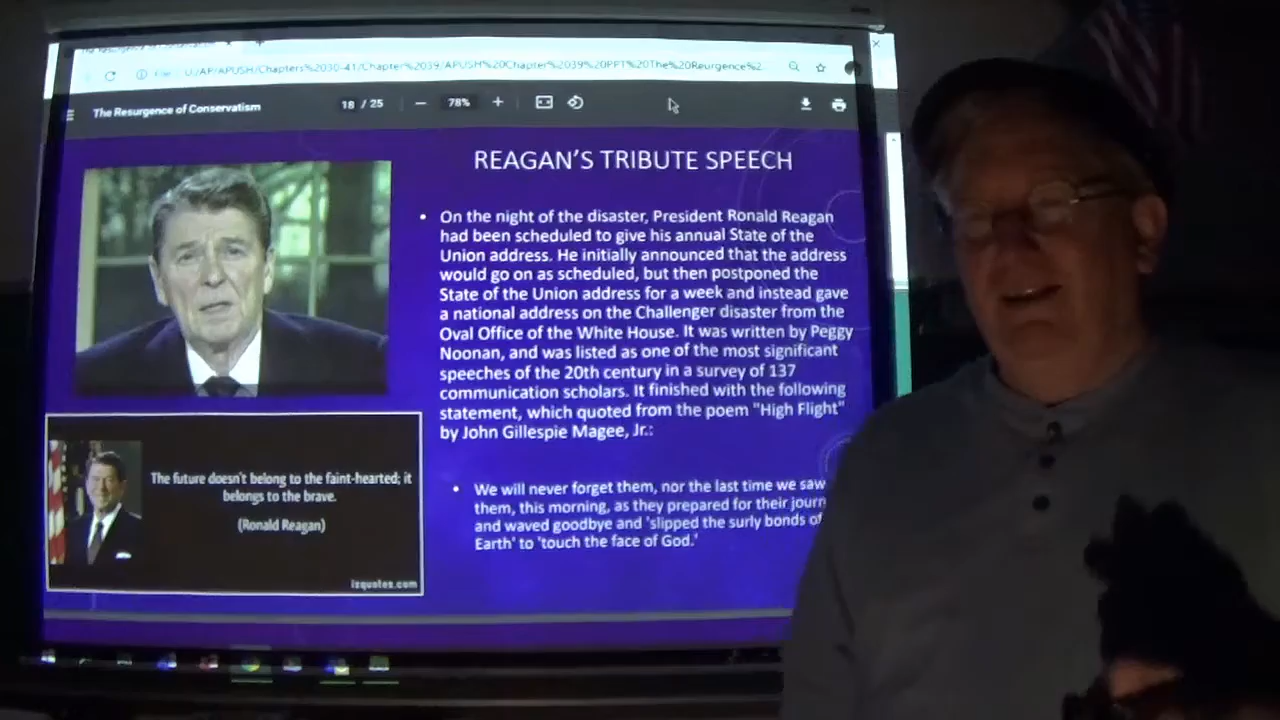 The Resurgence of Conservatism
18 / 25
78%
REAGAN'S TRIBUTE SPEECH
• On the night of the disaster, President Ronald Reagan
had been scheduled to give his annual State of the
Union address. He initially announced that the address
would go on as scheduled, but then postponed the
State of the Union address for a week and instead gave
a national address on the Challenger disaster from the
Oval Office of the White House. It was written by Peggy
Noonan, and was listed as one of the most significant
speeches of the 20th century in a survey of 137
communication scholars. It finished with the following
statement, which quoted from the poem "High Flight"
by John Gillespie Magee, Jr.:
• We will never forget them, nor the last time we saw
them, this morning, as they prepared for their journ
and waved goodbye and 'slipped the surly bonds of
Earth' to 'touch the face of God.'
The future doesn't belong to the faint-hearted; it
belongs to the brave.
(Ronald Reagan)
izquotes.com